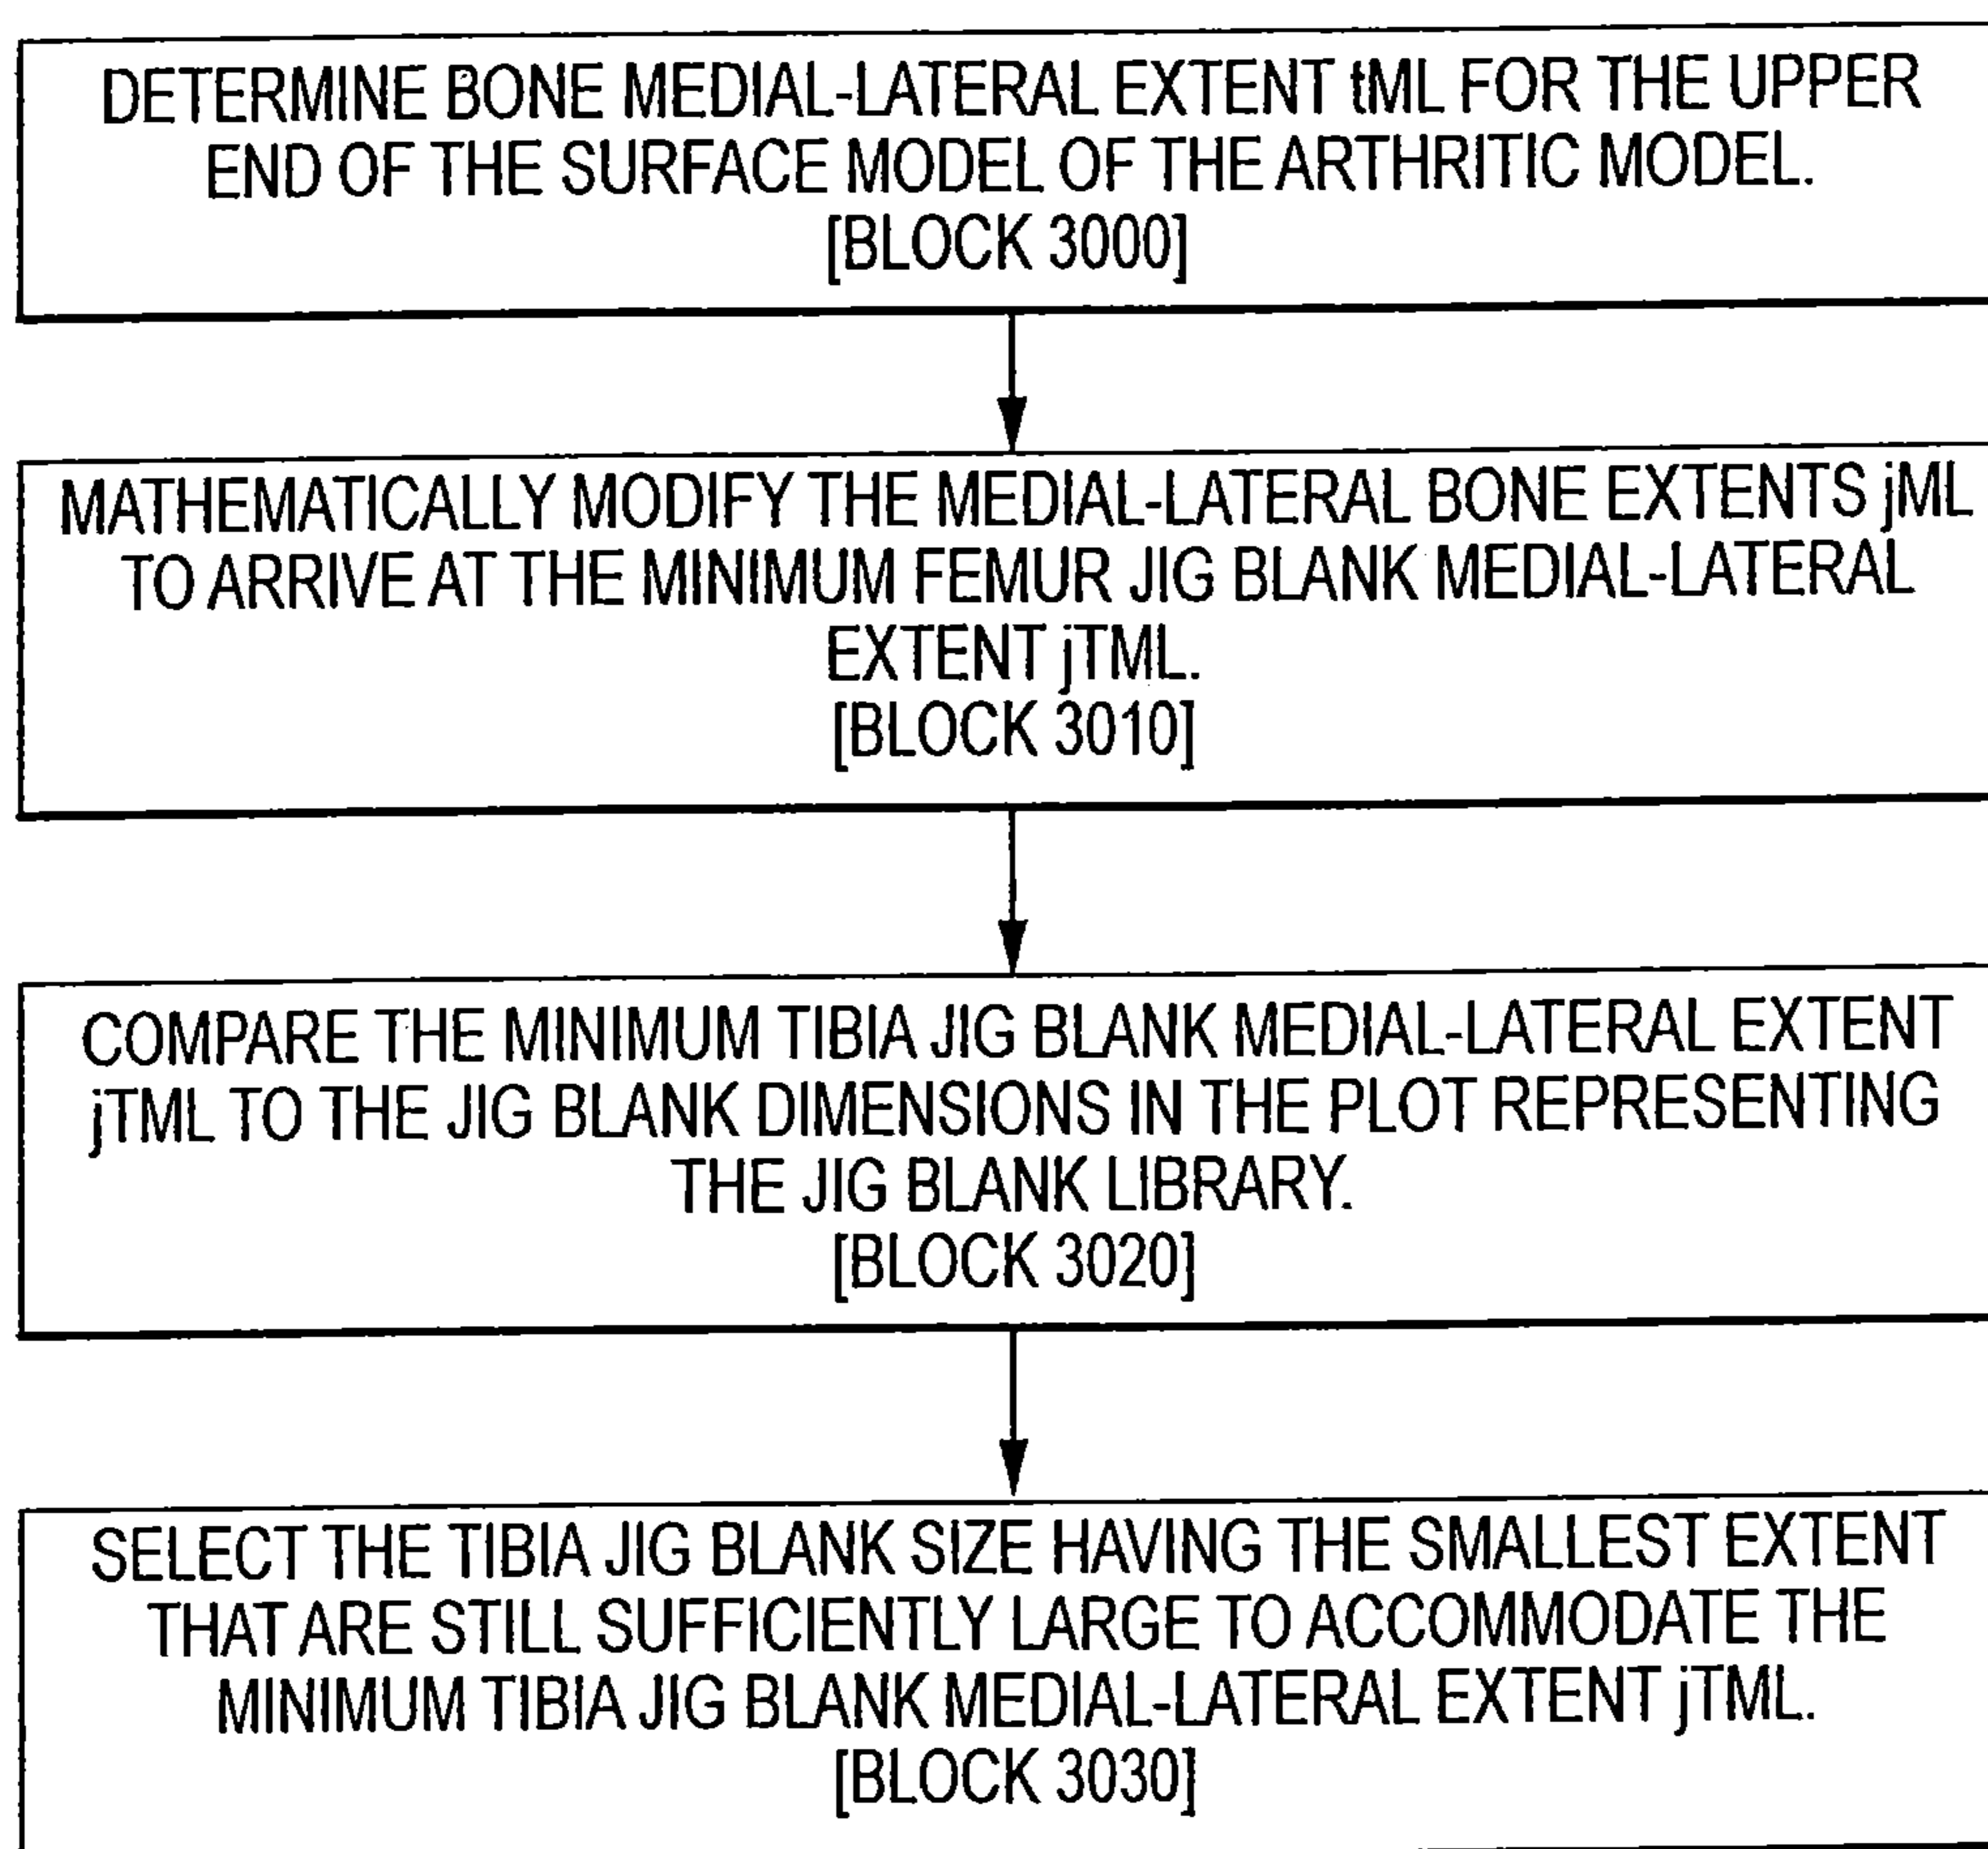 DETERMINE BONE MEDIAL-LATERAL EXTENT tML FOR THE UPPER
END OF THE SURFACE MODEL OF THE ARTHRITIC MODEL.
[BLOCK 3000]
MATHEMATICALLY MODIFY THE MEDIAL-LATERAL BONE EXTENTS jML
TO ARRIVE AT THE MINIMUM FEMUR JIG BLANK MEDIAL-LATERAL
EXTENT jTML.
[BLOCK 3010]
COMPARE THE MINIMUM TIBIA JIG BLANK MEDIAL-LATERAL EXTENT
jTML TO THE JIG BLANK DIMENSIONS IN THE PLOT REPRESENTING
THE JIG BLANK LIBRARY.
[BLOCK 3020]
SELECT THE TIBIA JIG BLANK SIZE HAVING THE SMALLEST EXTENT
THAT ARE STILL SUFFICIENTLY LARGE TO ACCOMMODATE THE
MINIMUM TIBIA JIG BLANK MEDIAL-LATERAL EXTENT jTML.
[BLOCK 3030]